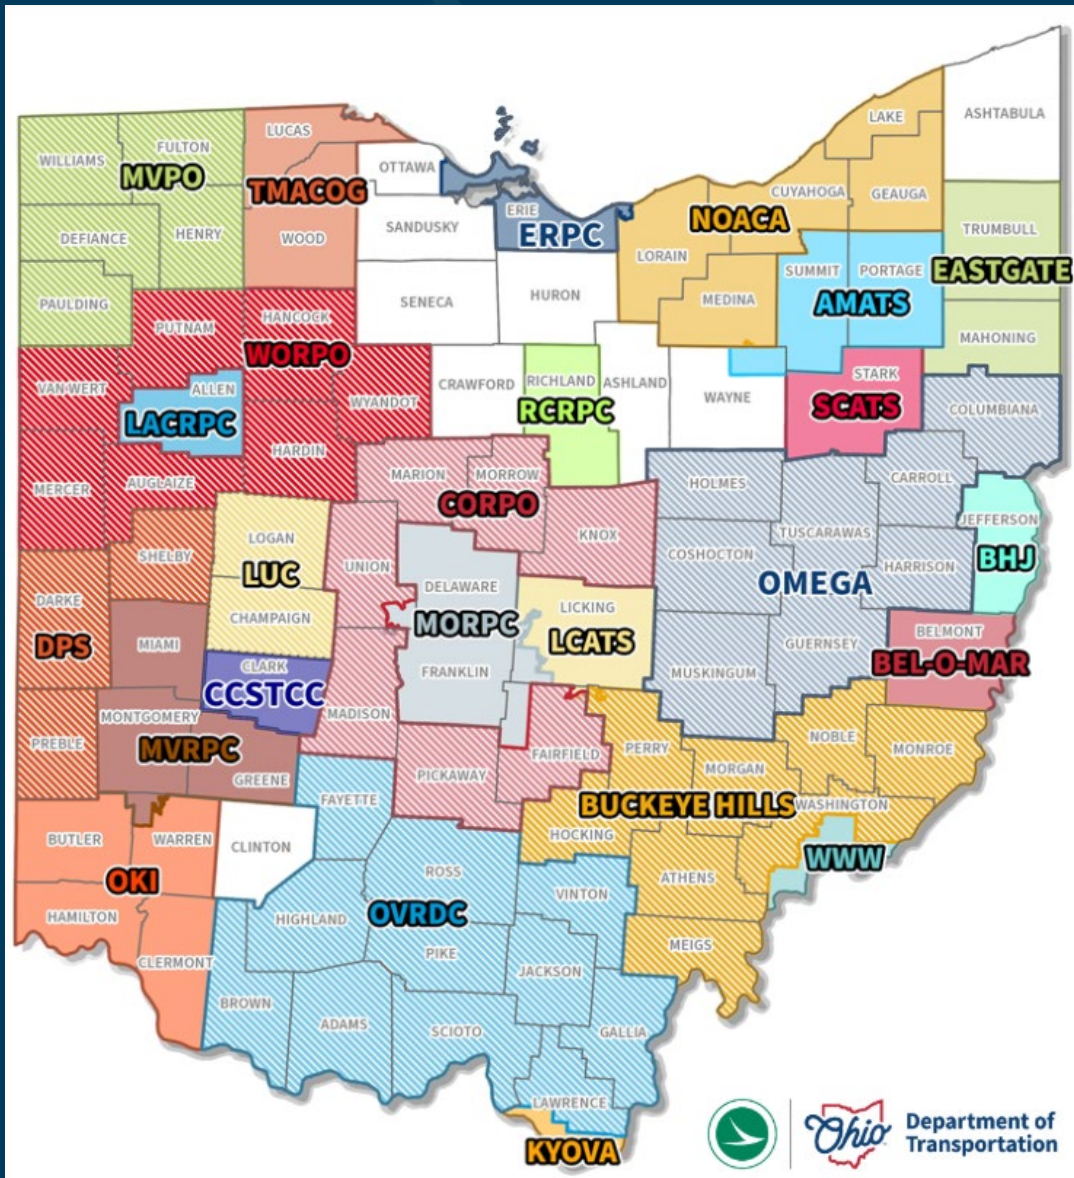 ASHTABULA
LAKE
LUCAS
FULTON
WILLIAMS
OTTAWA
MVPO
TMACOG
CUYAHOGA
GEAUGA
ERIE
NOACA
SANDUSKY
TRUMBULL
HENRY
DEFIANCE
WOOD
ERPC
LORAIN
SUMMIT
PORTAGE
EASTGATE
HURON
MEDINA
AMATS
PAULDING
SENECA
HANCOCK
PUTNAM
MAHONING
WORPO
STARK
RICHLAND
ASHLAND
CRAWFORD
VAN WERT
ALLEN
WAYNE
WYANDOT
SCATS
COLUMBIANA
RCRPC
LACRPC
HARDIN
MARION
MORROW
CARROLL
HOLMES
MERCER
AUGLAIZE
CORPO
JEFFERSON
LOGAN
KNOX
TUSCARAWAS
SHELBY
COSHOCTON
BHJ
UNION
HARRISON
LUC
OMEGA
DELAWARE
DARKE
LICKING
CHAMPAIGN
MORPC
BELMONT
DPS
MIAMI
LCATS
GUERNSEY
BEL-O-MAR
CLARK
FRANKLIN
MUSKINGUM
CCSTCC
MADISON
MONTGOMERY
NOBLE
PREBLE
MVRPC
PERRY
MONROE
FAIRFIELD
MORGAN
PICKAWAY
GREENE
FAYETTE
BUCKEYE HILLS
WASHINGTON
HOCKING
BUTLER
WARREN
CLINTON
WWW
ROSS
OKI
ATHENS
VINTON
HAMILTON
HIGHLAND
OVRDC
MEIGS
PIKE
CLERMONT
JACKSON
BROWN
ADAMS
SCIOTO
GALLIA
LAWRENCE
KYOVA
Ohio
Department of
Transportation